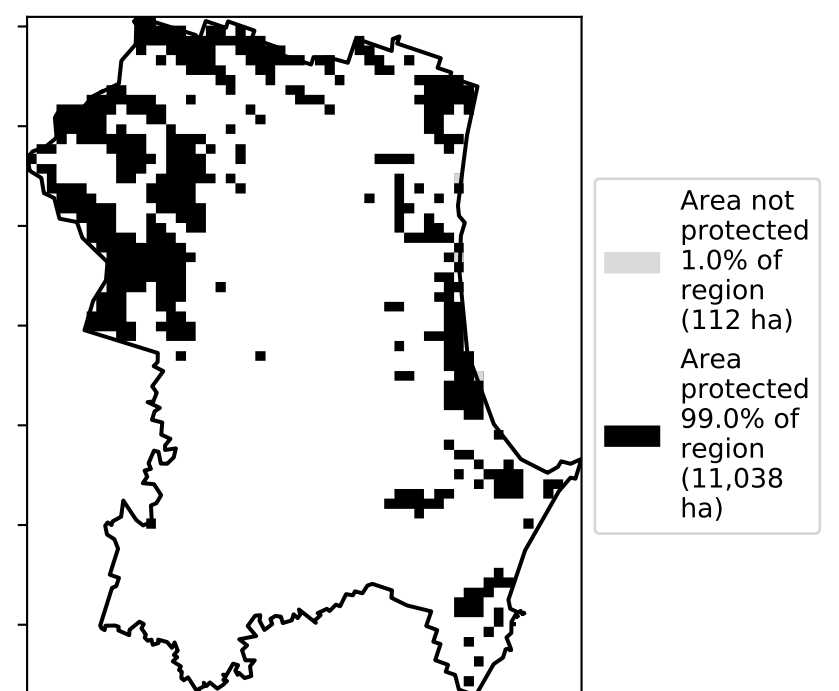 Area not
protected
1.0% of
region
(112 ha)
Area
protected
99.0% of
region
(11,038
ha)